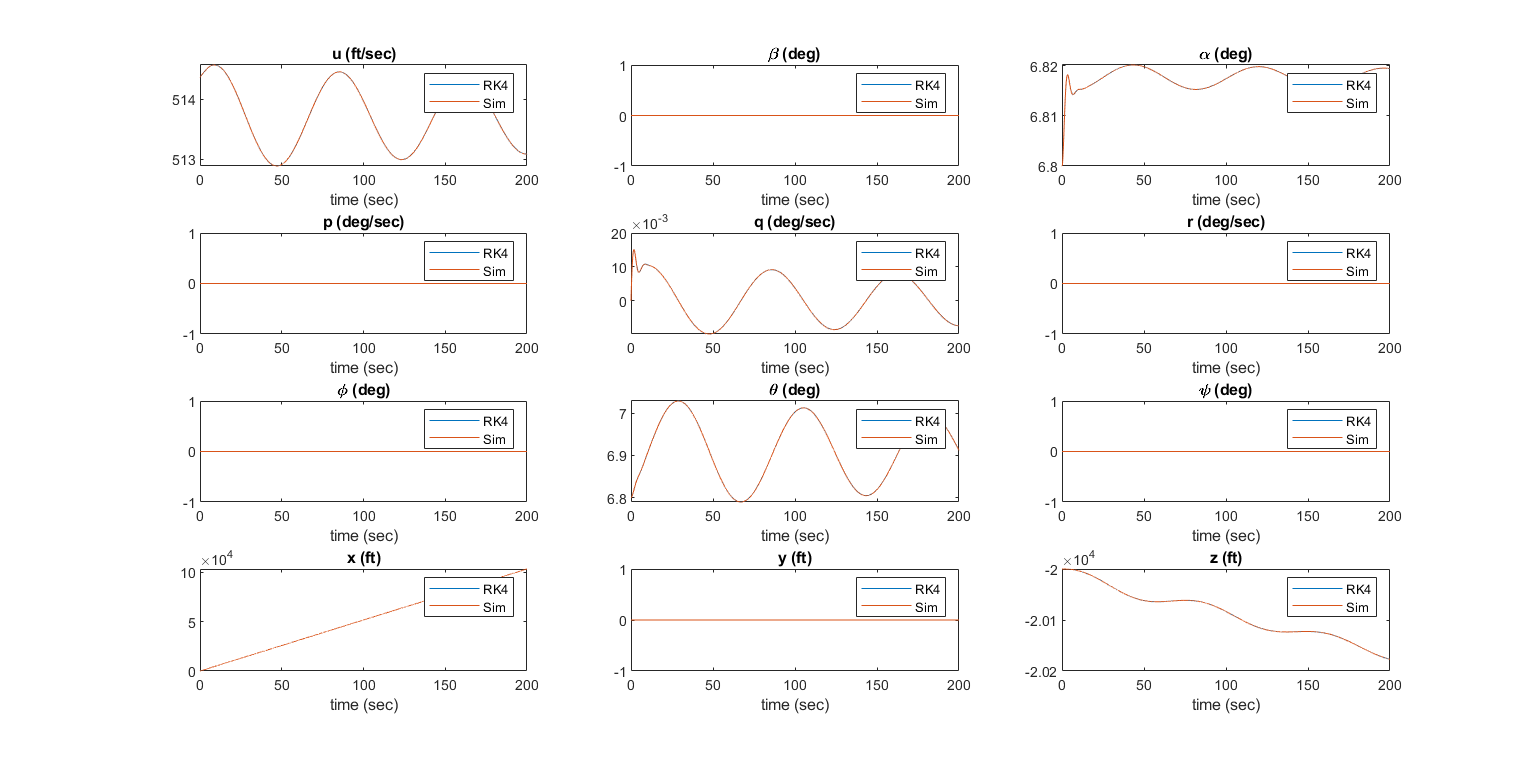 u (ft/sec)
RK4
Sim
514
513
0 50 100 150 200
time (sec)
β (deg)
RK4
Sim
1
0
-1
0 50 100 150 200
time (sec)
α (deg)
RK4
Sim
6.82
6.81
6.8
0 50 100 150 200
time (sec)
p (deg/sec)
RK4
Sim
1
0
-1
0 50 100 150 200
time (sec)
q (deg/sec)
×10⁻³
RK4
Sim
20
10
0
0 50 100 150 200
time (sec)
r (deg/sec)
RK4
Sim
1
0
-1
0 50 100 150 200
time (sec)
ϕ (deg)
RK4
Sim
1
0
-1
0 50 100 150 200
time (sec)
θ (deg)
RK4
Sim
7
6.9
6.8
0 50 100 150 200
time (sec)
ψ (deg)
RK4
Sim
1
0
-1
0 50 100 150 200
time (sec)
x (ft)
×10⁴
RK4
Sim
10
5
0
0 50 100 150 200
time (sec)
y (ft)
RK4
Sim
1
0
-1
0 50 100 150 200
time (sec)
z (ft)
×10⁴
RK4
Sim
-2
-2.01
-2.02
0 50 100 150 200
time (sec)